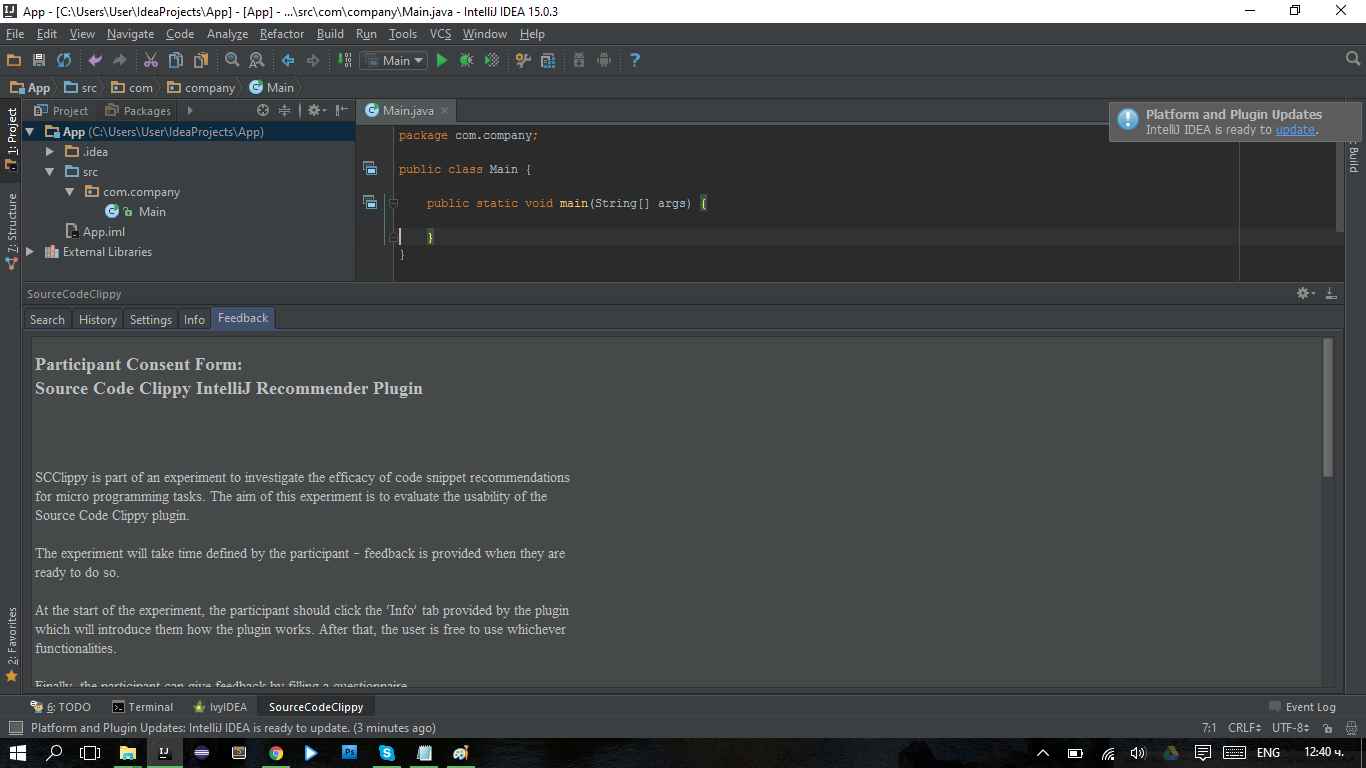 App - [C:\Users\User\IdeaProjects\App] - [App] - ...\src\com\company\Main.java - IntelliJ IDEA 15.0.3
File Edit View Navigate Code Analyze Refactor Build Run Tools VCS Window Help
Main
App src com company Main
1: Project
7: Structure
2: Favorites
Project Packages
App (C:\Users\User\IdeaProjects\App)
.idea
src
com.company
Main
App.iml
External Libraries
Main.java
package com.company;
public class Main {
public static void main(String[] args) {
}
}
Platform and Plugin Updates
IntelliJ IDEA is ready to update.
Build
SourceCodeClippy
Search History Settings Info Feedback
Participant Consent Form:
Source Code Clippy IntelliJ Recommender Plugin
SCClippy is part of an experiment to investigate the efficacy of code snippet recommendations
for micro programming tasks. The aim of this experiment is to evaluate the usability of the
Source Code Clippy plugin.
The experiment will take time defined by the participant – feedback is provided when they are
ready to do so.
At the start of the experiment, the participant should click the ‘Info’ tab provided by the plugin
which will introduce them how the plugin works. After that, the user is free to use whichever
functionalities.
Finally, the participant can give feedback by filling a questionnaire
6: TODO Terminal IvyIDEA SourceCodeClippy Event Log
Platform and Plugin Updates: IntelliJ IDEA is ready to update. (3 minutes ago) 7:1 CRLF UTF-8
ENG 12:40 ч.